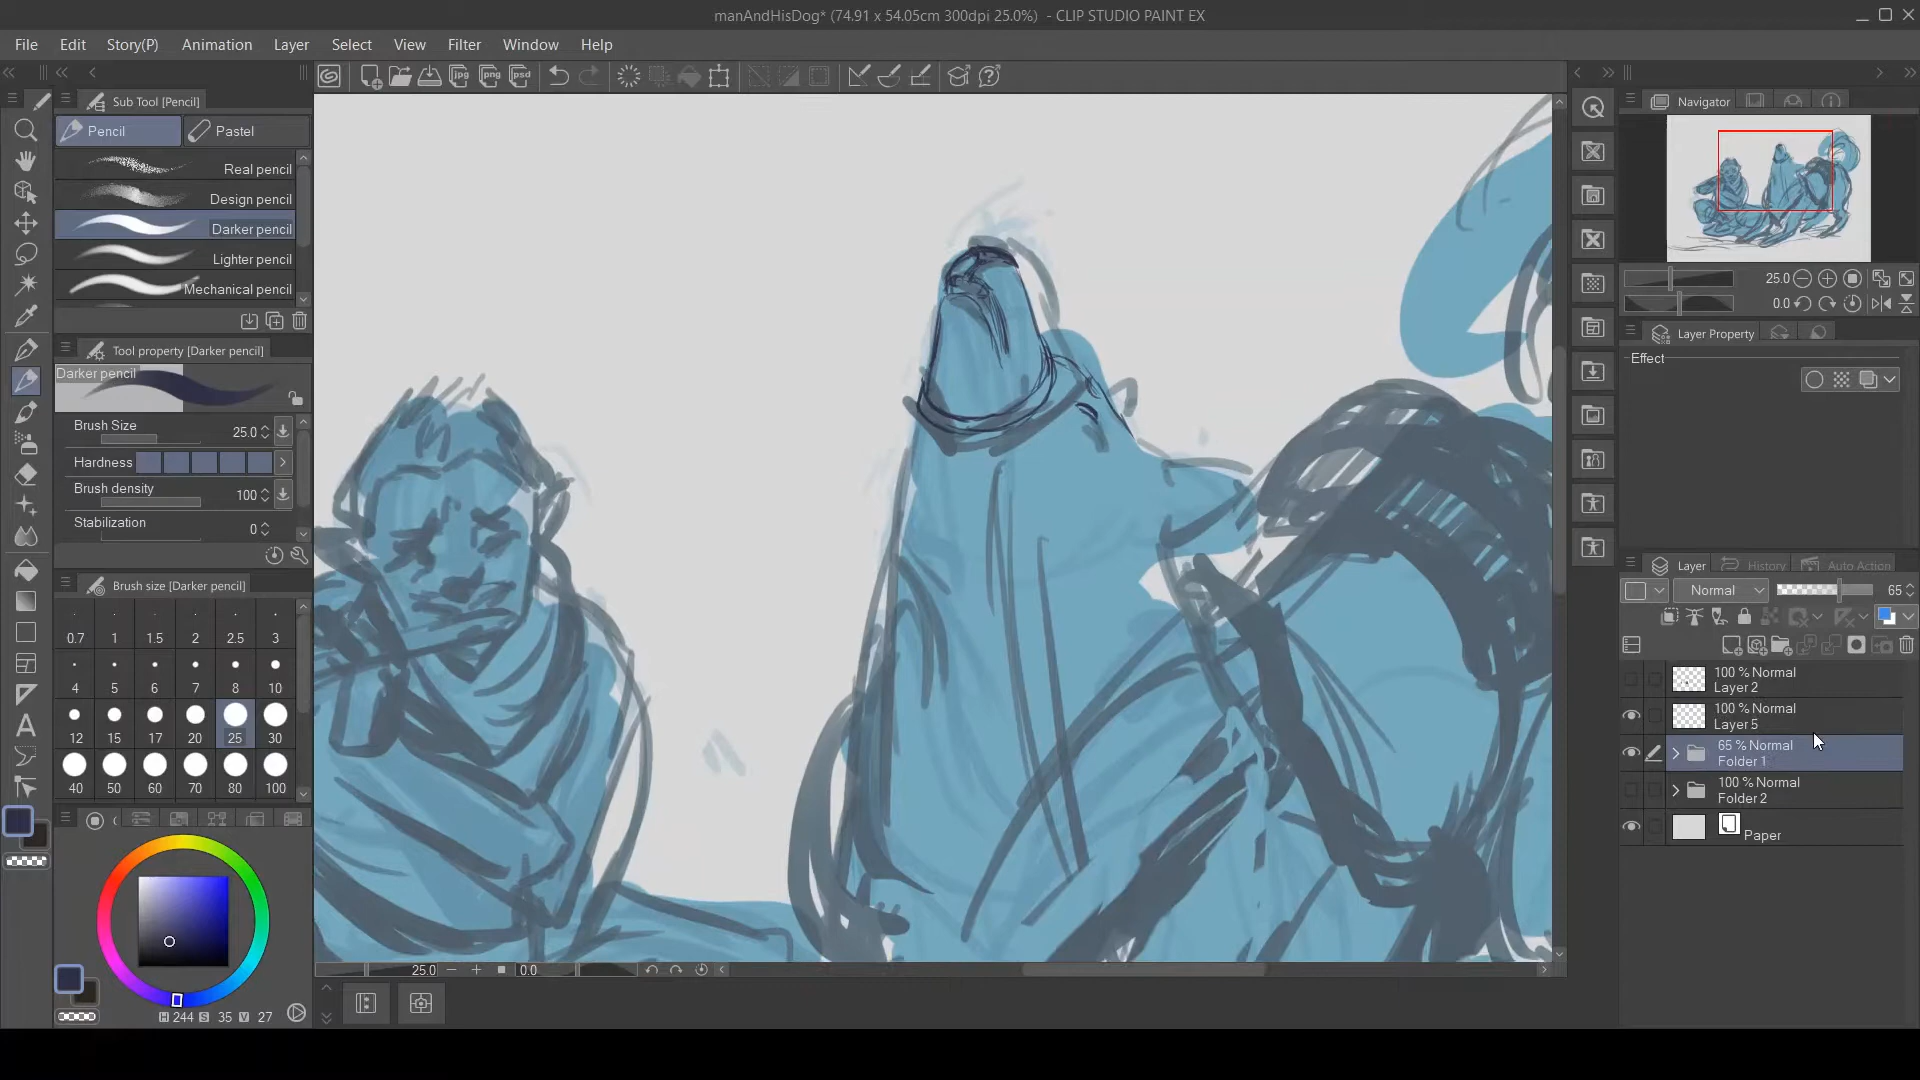 manAndHisDog* (74.91 x 54.05cm 300dpi 25.0%)  - CLIP STUDIO PAINT EX
File Edit Story(P) Animation Layer Select View Filter Window Help
Sub Tool [Pencil]
Pencil Pastel
Real pencil
Design pencil
Darker pencil
Lighter pencil
Mechanical pencil
Tool property [Darker pencil]
Darker pencil
Brush Size 25.0
Hardness
Brush density 100
Stabilization 0
Brush size [Darker pencil]
0.7 1 1.5 2 2.5 3
4 5 6 7 8 10
12 15 17 20 25 30
40 50 60 70 80 100
H 244 S 35 V 27
jpg png psd
25.0 0.0
Navigator
25.0
0.0
Layer Property
Effect
Layer History Auto Action
Normal 65
100 % Normal
Layer 2
100 % Normal
Layer 5
65 % Normal
Folder 1
100 % Normal
Folder 2
Paper